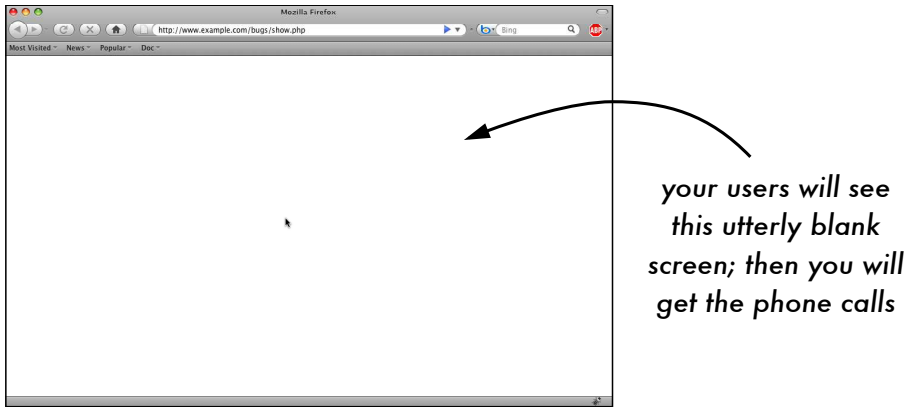 Mozilla Firefox
http://www.example.com/bugs/show.php
Bing
ABP
Most Visited News Popular Doc
your users will see
this utterly blank
screen; then you will
get the phone calls